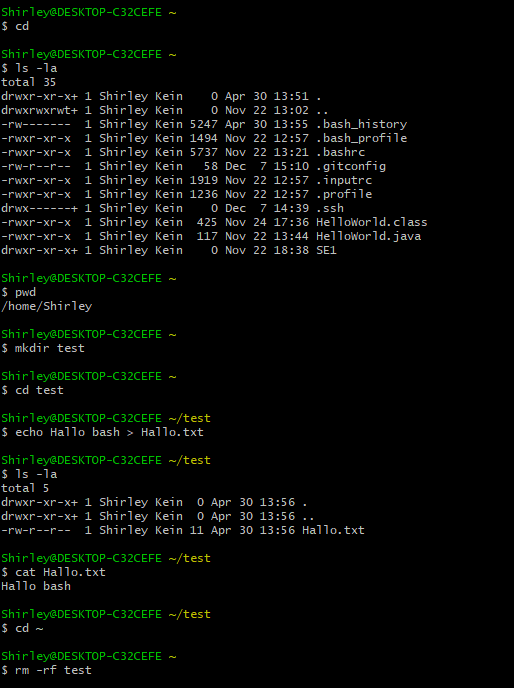 Shirley@DESKTOP-C32CEFE ~
$ cd
Shirley@DESKTOP-C32CEFE ~
$ ls -la
total 35
drwxr-xr-x+ 1 Shirley Kein    0 Apr 30 13:51 .
drwxrwxrwt+ 1 Shirley Kein    0 Nov 22 13:02 ..
-rw-------  1 Shirley Kein 5247 Apr 30 13:55 .bash_history
-rwxr-xr-x  1 Shirley Kein 1494 Nov 22 12:57 .bash_profile
-rwxr-xr-x  1 Shirley Kein 5737 Nov 22 13:21 .bashrc
-rw-r--r--  1 Shirley Kein   58 Dec  7 15:10 .gitconfig
-rwxr-xr-x  1 Shirley Kein 1919 Nov 22 12:57 .inputrc
-rwxr-xr-x  1 Shirley Kein 1236 Nov 22 12:57 .profile
drwx------+ 1 Shirley Kein    0 Dec  7 14:39 .ssh
-rwxr-xr-x  1 Shirley Kein  425 Nov 24 17:36 HelloWorld.class
-rwxr-xr-x  1 Shirley Kein  117 Nov 22 13:44 HelloWorld.java
drwxr-xr-x+ 1 Shirley Kein    0 Nov 22 18:38 SE1
Shirley@DESKTOP-C32CEFE ~
$ pwd
/home/Shirley
Shirley@DESKTOP-C32CEFE ~
$ mkdir test
Shirley@DESKTOP-C32CEFE ~
$ cd test
Shirley@DESKTOP-C32CEFE ~/test
$ echo Hallo bash > Hallo.txt
Shirley@DESKTOP-C32CEFE ~/test
$ ls -la
total 5
drwxr-xr-x+ 1 Shirley Kein  0 Apr 30 13:56 .
drwxr-xr-x+ 1 Shirley Kein  0 Apr 30 13:56 ..
-rw-r--r--  1 Shirley Kein 11 Apr 30 13:56 Hallo.txt
Shirley@DESKTOP-C32CEFE ~/test
$ cat Hallo.txt
Hallo bash
Shirley@DESKTOP-C32CEFE ~/test
$ cd ~
Shirley@DESKTOP-C32CEFE ~
$ rm -rf test